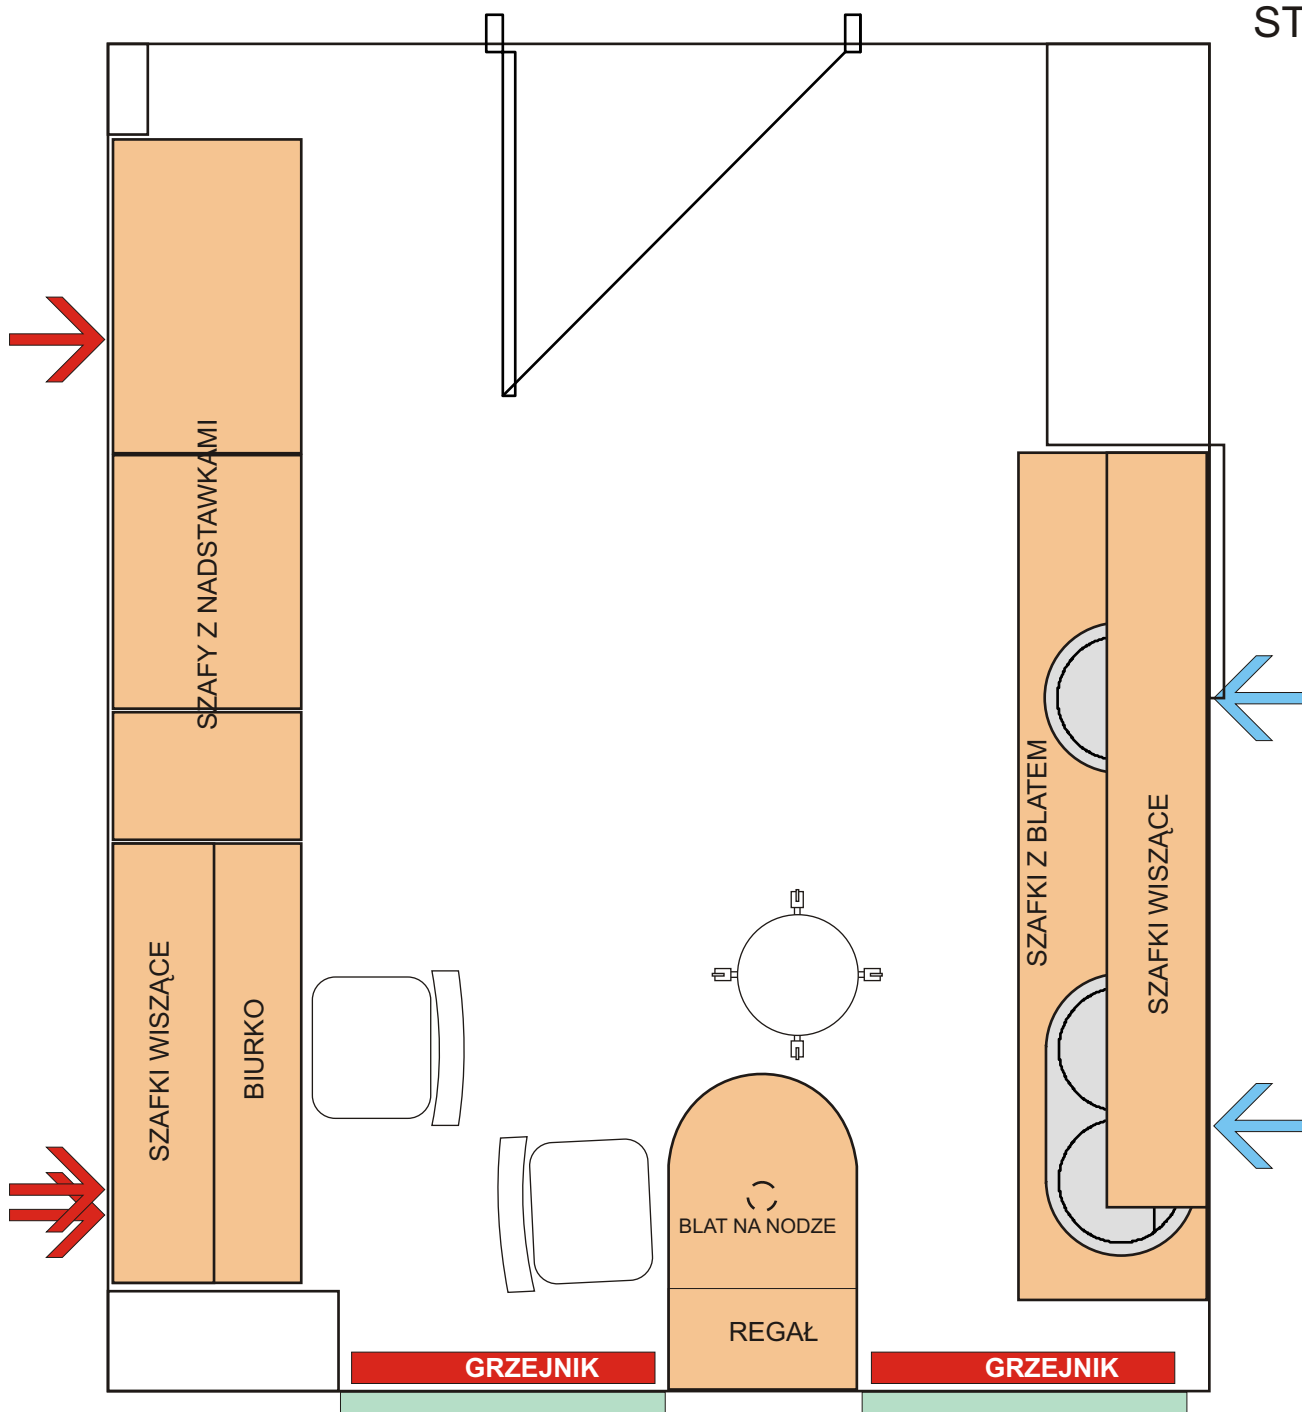 ST
SZAFY Z NADSTAWKAMI
SZAFKI Z BLATEM
SZAFKI WISZĄCE
SZAFKI WISZĄCE
BIURKO
BLAT NA NODZE
REGAŁ
GRZEJNIK
GRZEJNIK